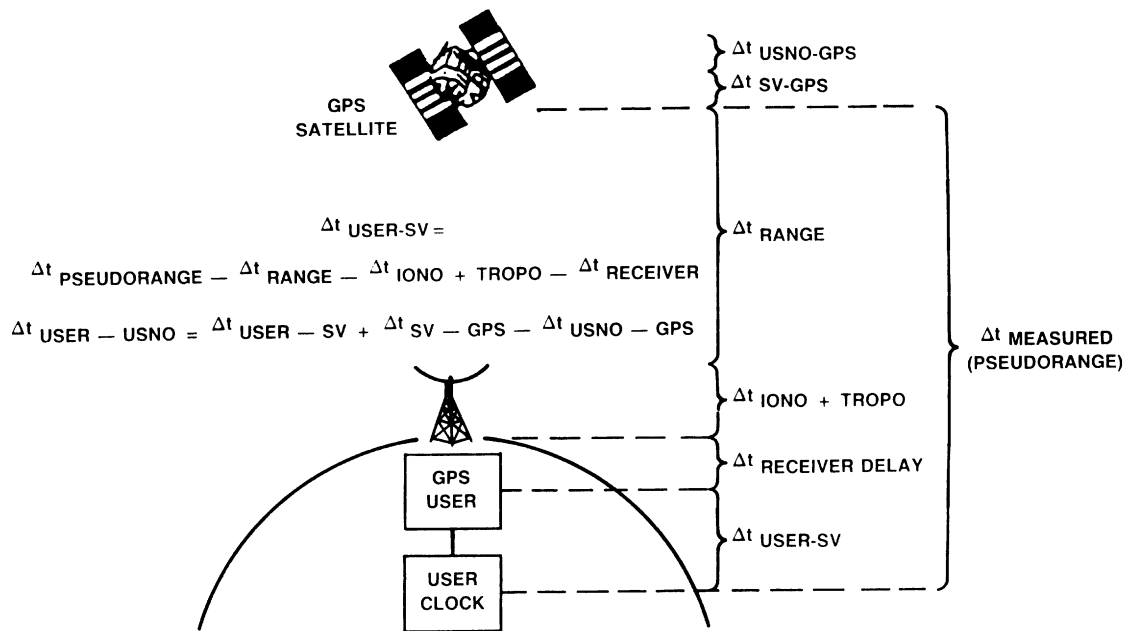 Δt USNO-GPS
Δt SV-GPS
GPS
SATELLITE
Δt USER-SV =
Δt RANGE
Δt PSEUDORANGE — Δt RANGE — Δt IONO + TROPO — Δt RECEIVER
Δt USER — USNO = Δt USER — SV + Δt SV — GPS — Δt USNO — GPS
Δt MEASURED
(PSEUDORANGE)
Δt IONO + TROPO
Δt RECEIVER DELAY
GPS
USER
Δt USER-SV
USER
CLOCK